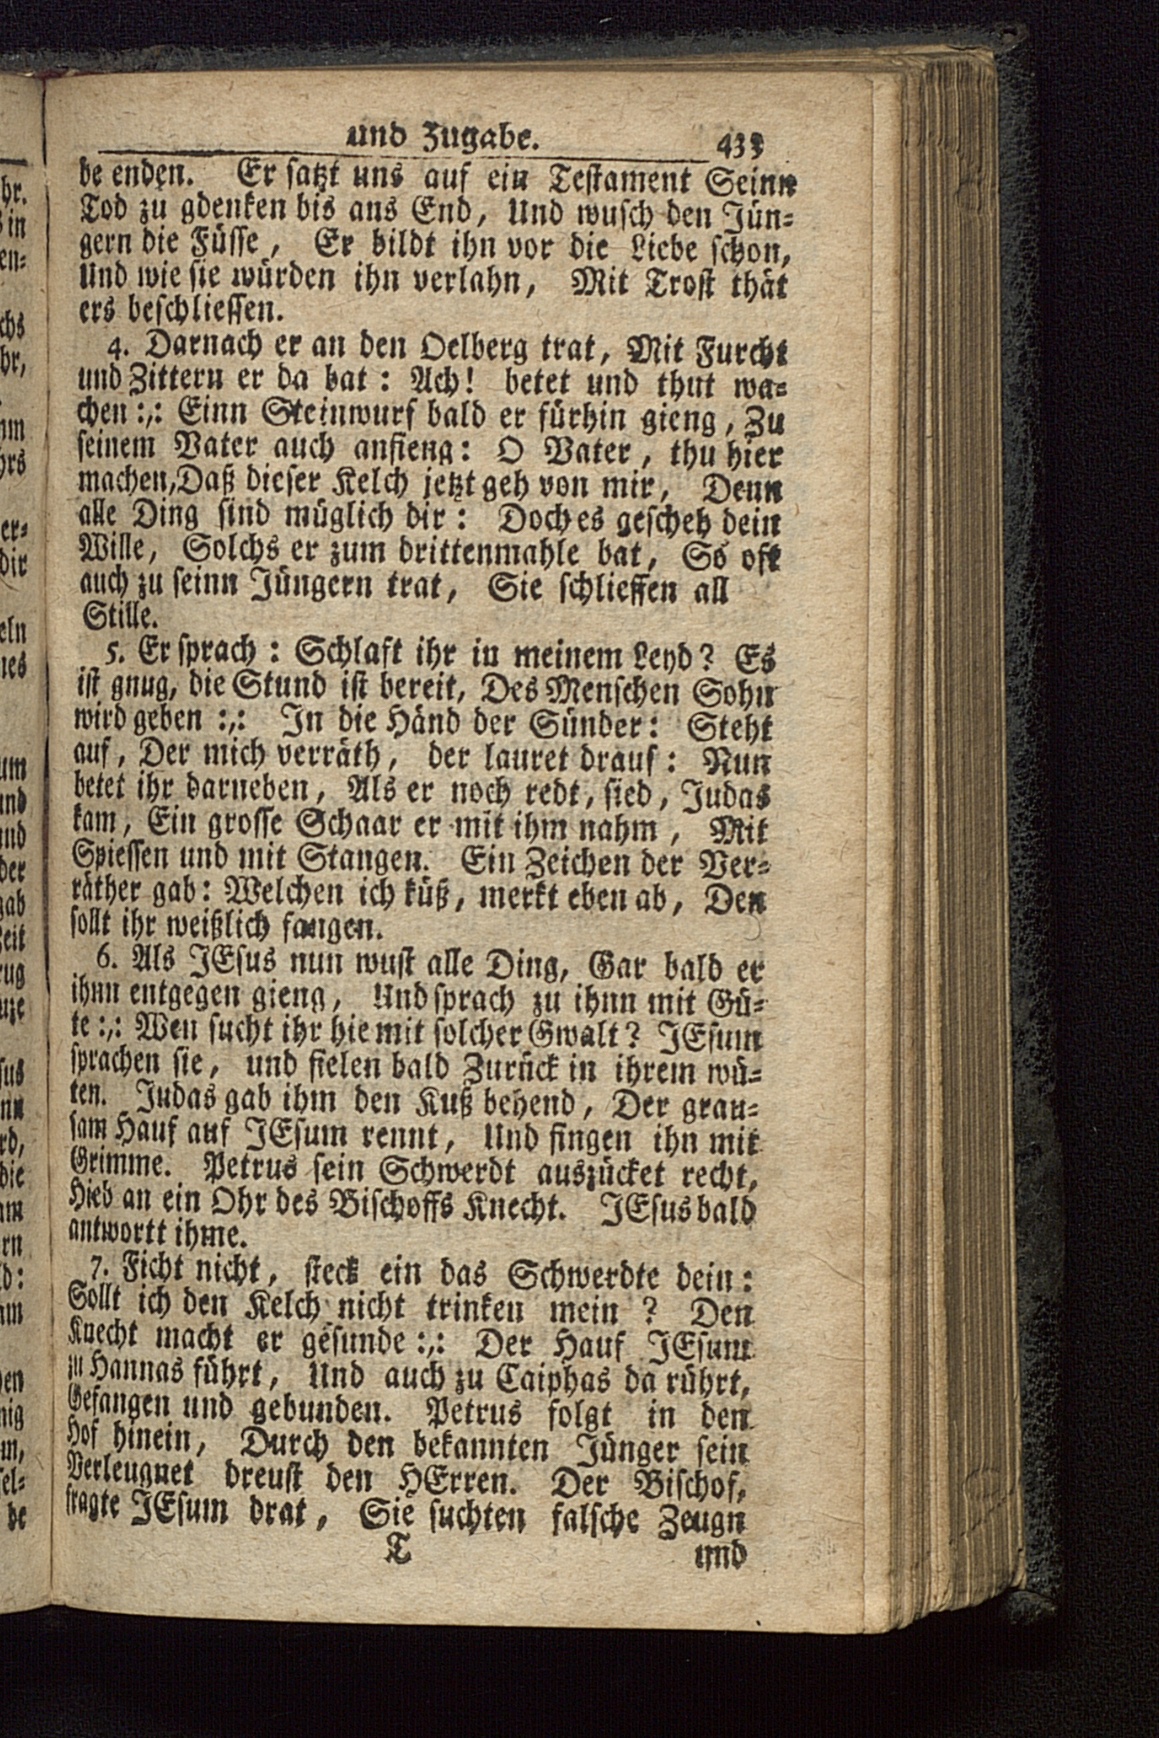 und Zugabe. 433
be enden. Er satzt uns auf ein Testament Seinn
Tod zu gdenken bis ans End, Und wusch den Jün-
gern die Füsse, Er bildt ihn vor die Liebe schon,
Und wie sie würden ihn verlahn, Mit Trost thät
ers beschliessen.
4. Darnach er an den Oelberg trat, Mit Furcht
und Zittern er da bat: Ach! betet und thut wa-
chen :,: Einn Steinwurf bald er fürhin gieng, Zu
seinem Vater auch anfieng: O Vater, thu hier
machen, Daß dieser Kelch jetzt geh von mir, Denn
alle Ding sind müglich dir: Doch es gescheh dein
Wille, Solchs er zum drittenmahle bat, So oft
auch zu seinn Jüngern trat, Sie schlieffen all
Stille.
5. Er sprach: Schlaft ihr in meinem Leyd? Es
ist gnug, die Stund ist bereit, Des Menschen Sohn
wird geben :,: In die Händ der Sünder: Steht
auf, Der mich verräth, der lauret drauf: Nun
betet ihr darneben, Als er noch redt, sied, Judas
kam, Ein grosse Schaar er mit ihm nahm, Mit
Spiessen und mit Stangen. Ein Zeichen der Ver-
räther gab: Welchen ich küß, merkt eben ab, Den
sollt ihr weißlich fangen.
6. Als JEsus nun wust alle Ding, Gar bald er
ihnn entgegen gieng, Und sprach zu ihnn mit Gü-
te :,: Wen sucht ihr hie mit solcher Gwalt? JEsum
sprachen sie, und fielen bald Zurück in ihrem wü-
ten. Judas gab ihm den Kuß behend, Der grau-
sam Hauf auf JEsum rennt, Und fingen ihn mit
Grimme. Petrus sein Schwerdt auszücket recht,
Hieb an ein Ohr des Bischoffs Knecht. JEsus bald
antwortt ihme.
7. Ficht nicht, steck ein das Schwerdte dein:
Sollt ich den Kelch nicht trinken mein? Den
Knecht macht er gesunde :,: Der Hauf JEsum
zu Hannas führt, Und auch zu Caiphas da rührt,
Gefangen und gebunden. Petrus folgt in den
Hof hinein, Durch den bekannten Jünger sein
Verleugnet dreust den HErren. Der Bischof,
fragte JEsum drat, Sie suchten falsche Zeugn
T und